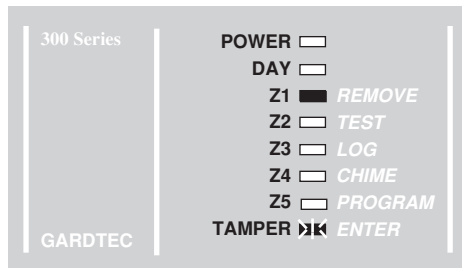 300 Series
POWER
DAY
Z1 REMOVE
Z2 TEST
Z3 LOG
Z4 CHIME
Z5 PROGRAM
TAMPER ENTER
GARDTEC